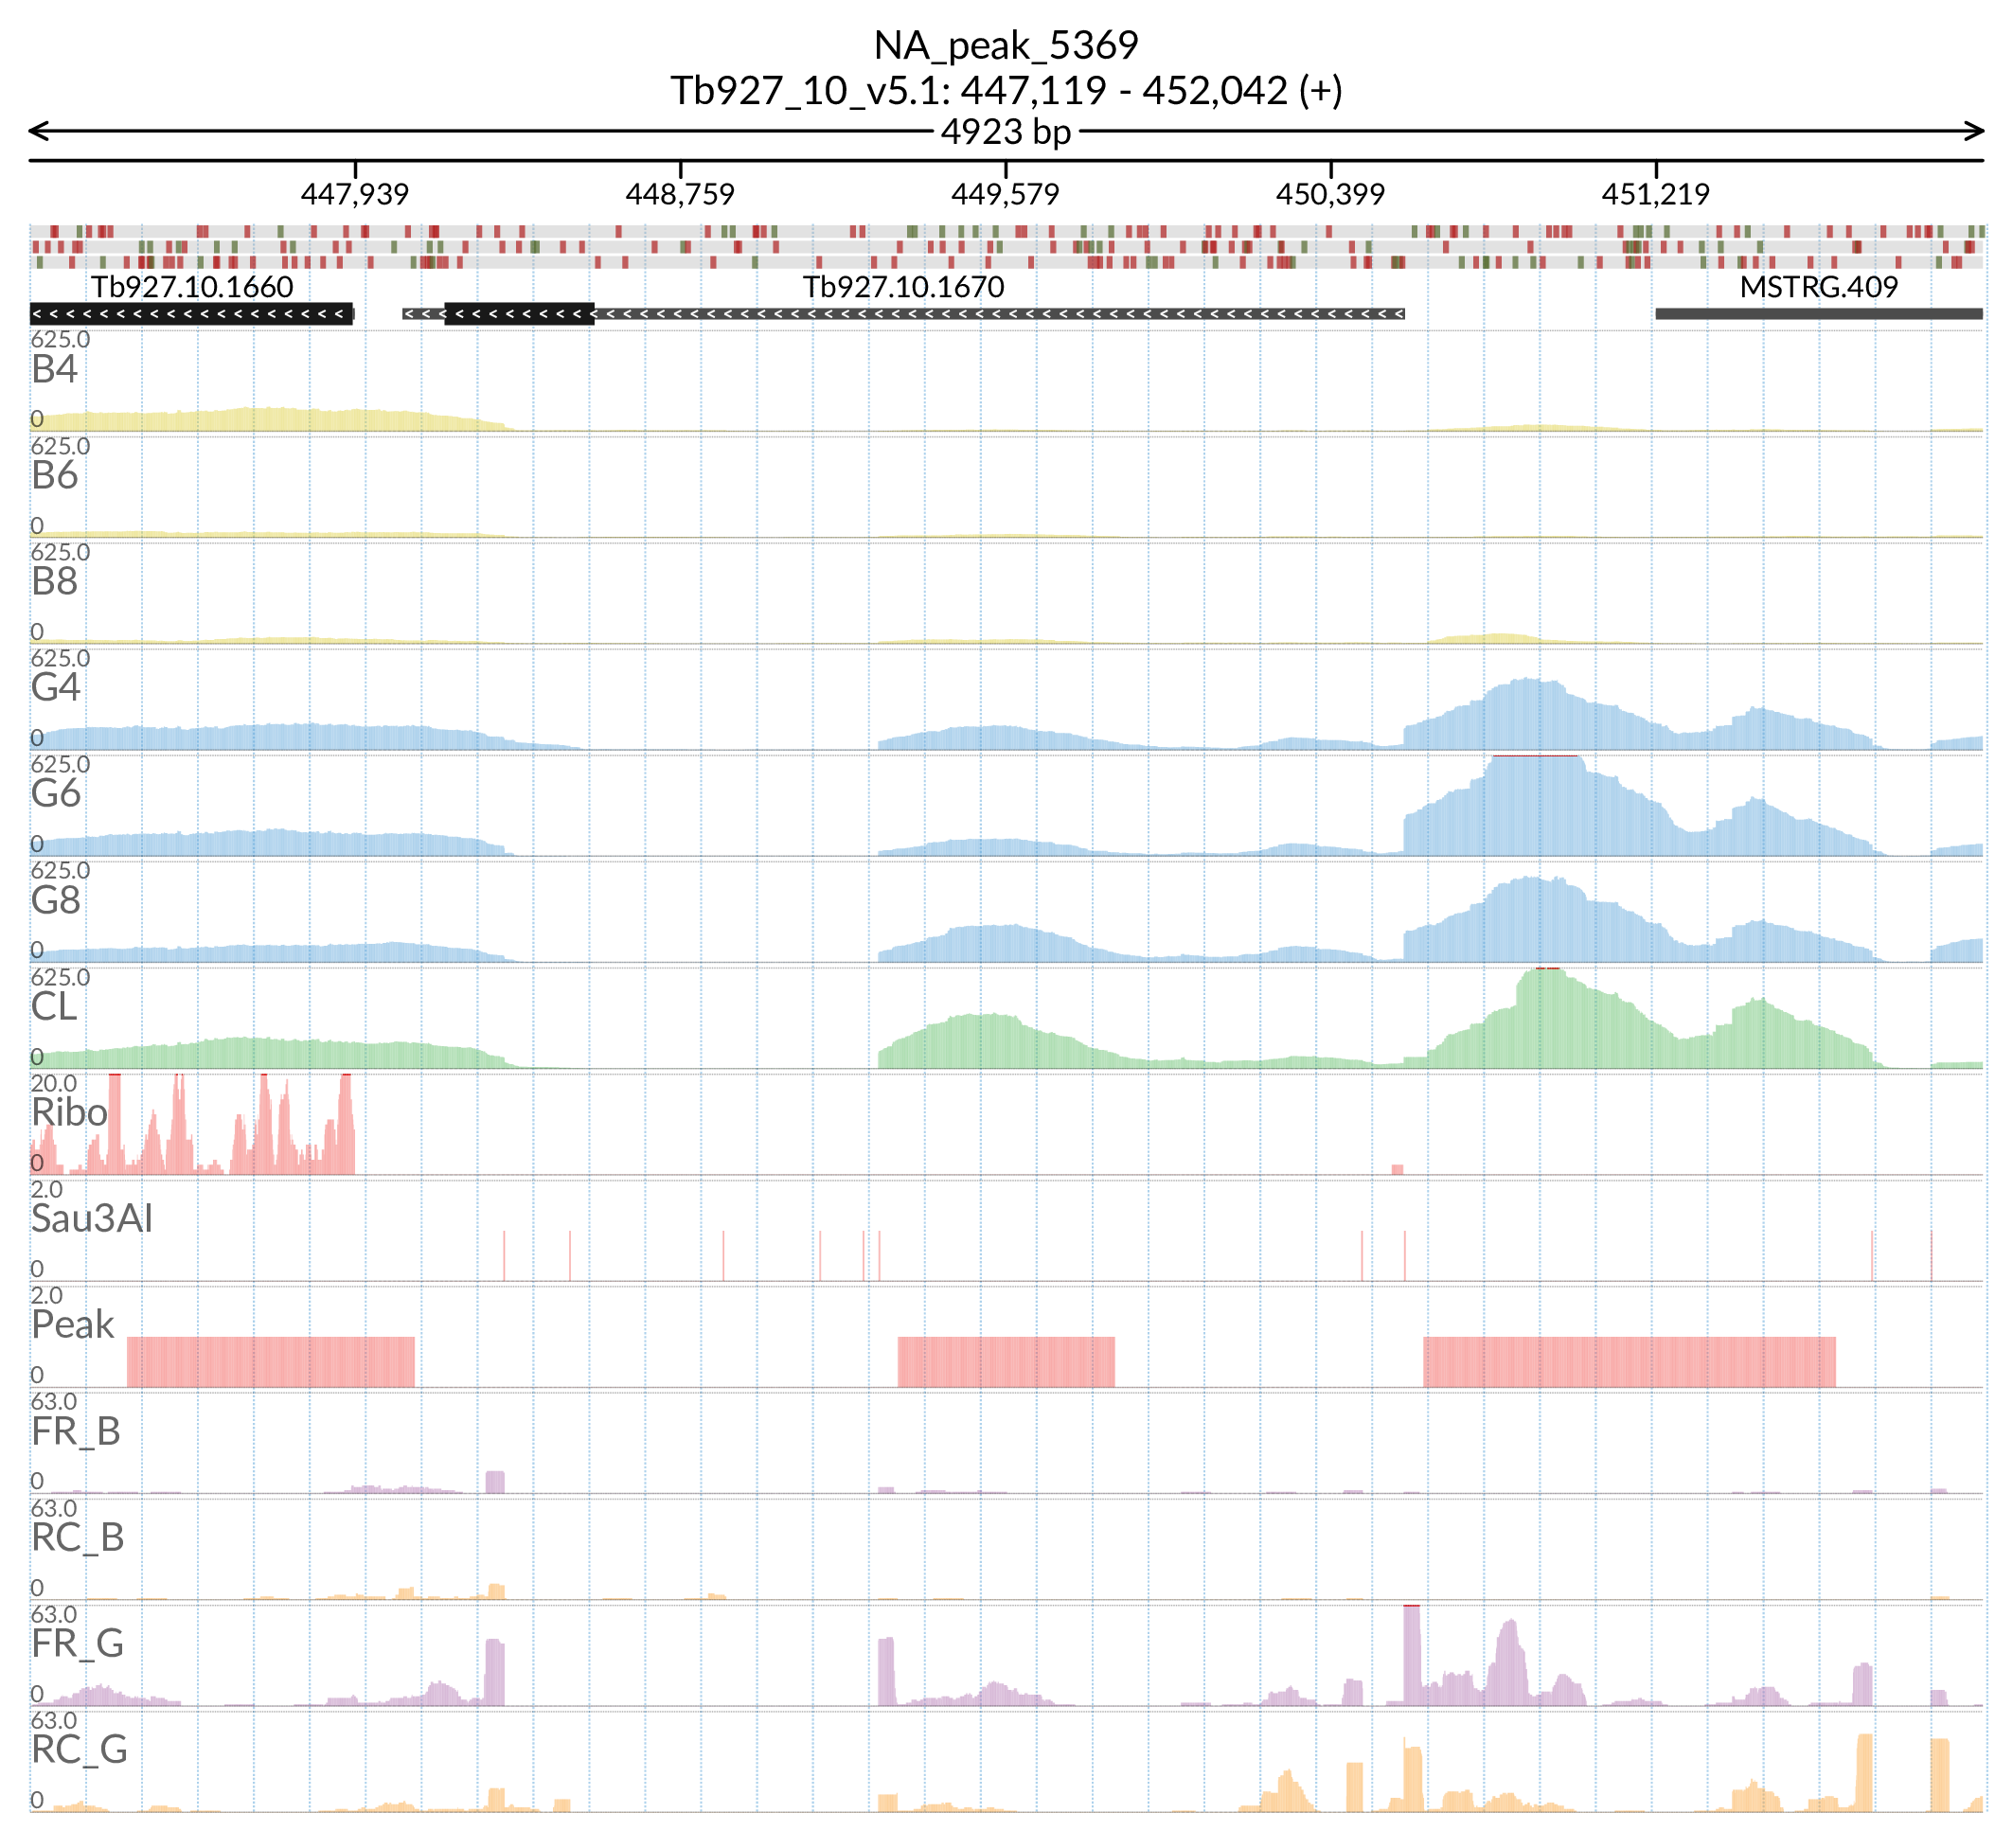 NA_peak_5369
Tb927_10_v5.1: 447,119 - 452,042 (+)
4923 bp
447,939 448,759 449,579 450,399 451,219
Tb927.10.1660 Tb927.10.1670 MSTRG.409
625.0
B4
0
625.0
B6
0
625.0
B8
0
625.0
G4
0
625.0
G6
0
625.0
G8
0
625.0
CL
0
20.0
Ribo
0
2.0
Sau3AI
0
2.0
Peak
0
63.0
FR_B
0
63.0
RC_B
0
63.0
FR_G
0
63.0
RC_G
0